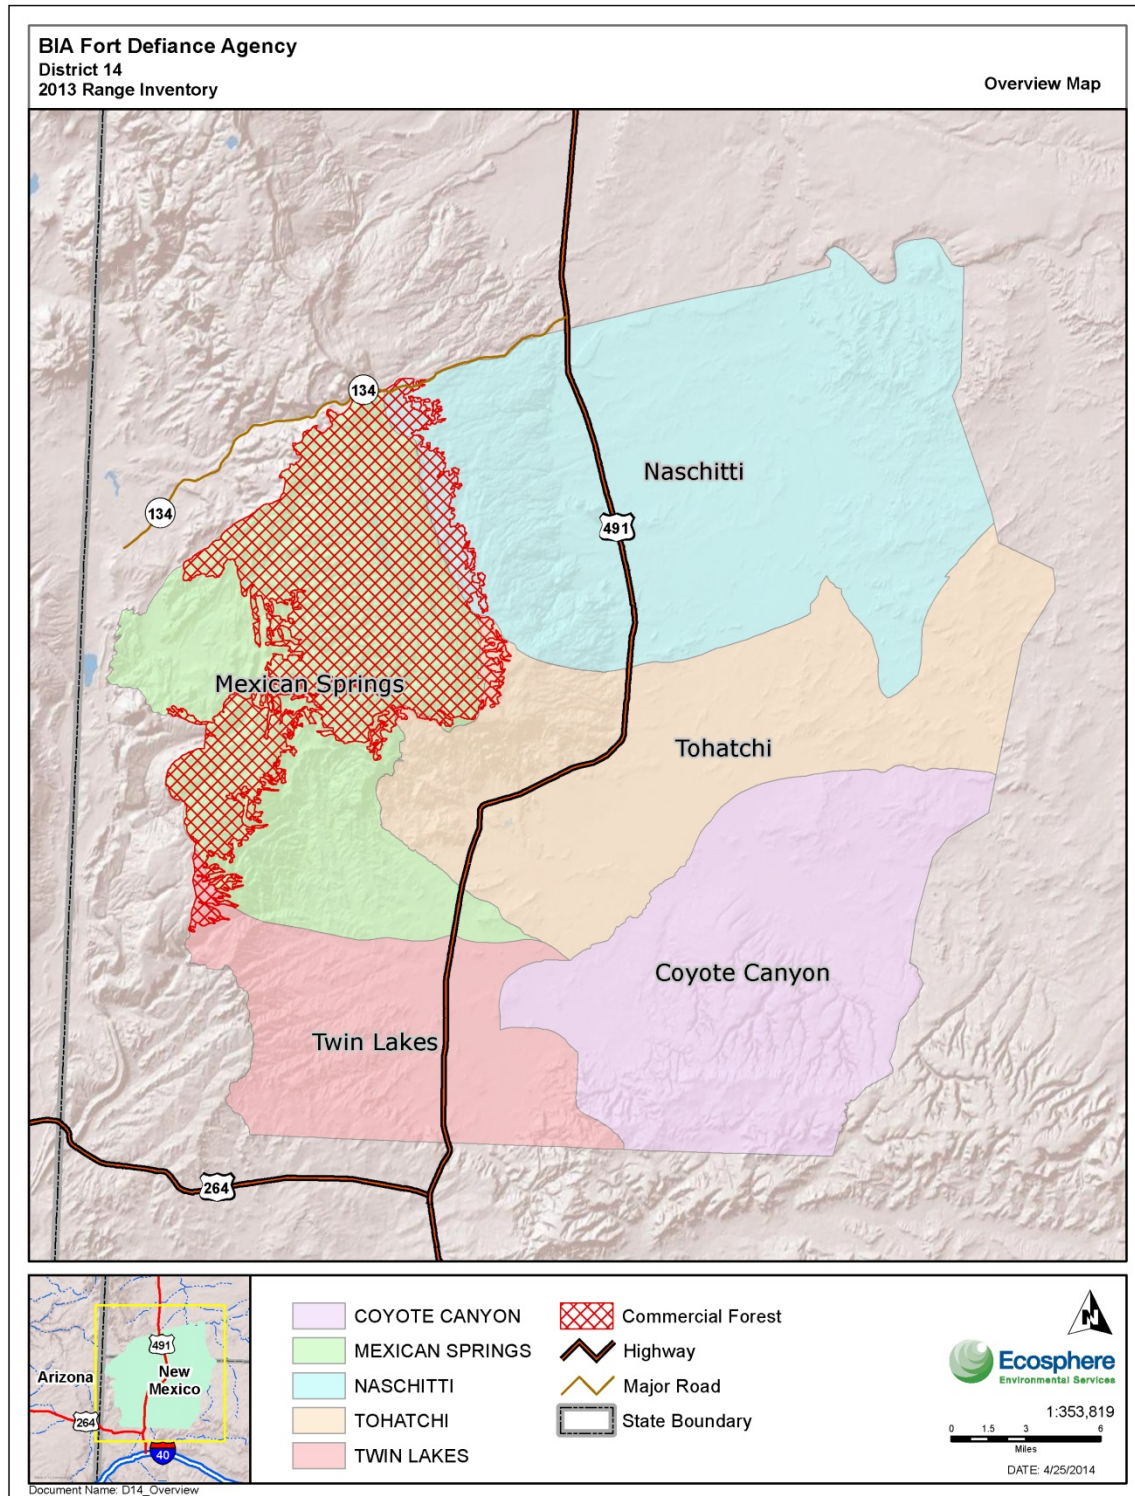 BIA Fort Defiance Agency
District 14
2013 Range Inventory
Overview Map
134
Naschitti
134
491
Mexican Springs
Tohatchi
Coyote Canyon
Twin Lakes
264
491
Arizona
New
Mexico
264
40
COYOTE CANYON
MEXICAN SPRINGS
NASCHITTI
TOHATCHI
TWIN LAKES
Commercial Forest
Highway
Major Road
State Boundary
N
Ecosphere
Environmental Services
1:353,819
0 1.5 3 6
Miles
DATE: 4/25/2014
Document Name: D14_Overview